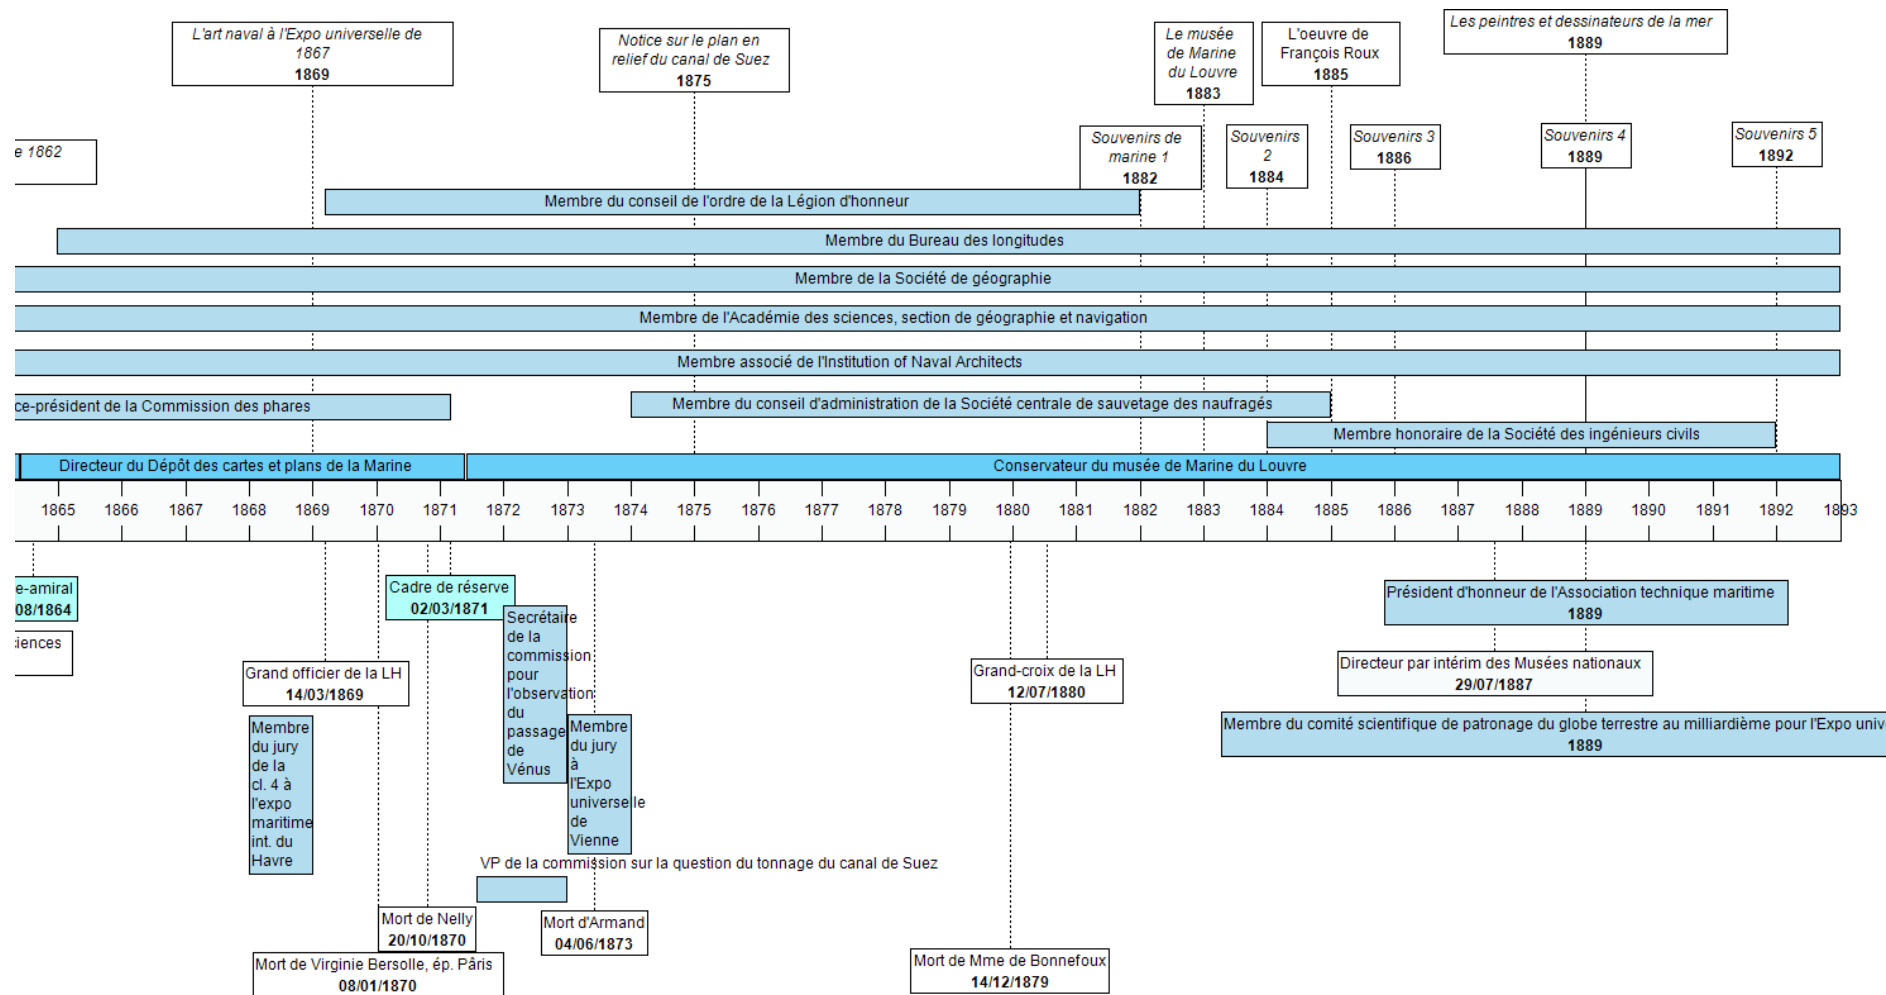 L'art naval à l'Expo universelle de
1867
1869
Notice sur le plan en
relief du canal de Suez
1875
Le musée
de Marine
du Louvre
1883
L'oeuvre de
François Roux
1885
Les peintres et dessinateurs de la mer
1889
e 1862
Souvenirs de
marine 1
1882
Souvenirs
2
1884
Souvenirs 3
1886
Souvenirs 4
1889
Souvenirs 5
1892
Membre du conseil de l'ordre de la Légion d'honneur
Membre du Bureau des longitudes
Membre de la Société de géographie
Membre de l'Académie des sciences, section de géographie et navigation
Membre associé de l'Institution of Naval Architects
ce-président de la Commission des phares
Membre du conseil d'administration de la Société centrale de sauvetage des naufragés
Membre honoraire de la Société des ingénieurs civils
Directeur du Dépôt des cartes et plans de la Marine
Conservateur du musée de Marine du Louvre
1865 1866 1867 1868 1869 1870 1871 1872 1873 1874 1875 1876 1877 1878 1879 1880 1881 1882 1883 1884 1885 1886 1887 1888 1889 1890 1891 1892 1893
e-amiral
08/1864
ciences
Cadre de réserve
02/03/1871
Secrétaire
de la
commission
pour
l'observation
du
passage
de
Vénus
Président d'honneur de l'Association technique maritime
1889
Grand officier de la LH
14/03/1869
Grand-croix de la LH
12/07/1880
Directeur par intérim des Musées nationaux
29/07/1887
Membre
du jury
de la
cl. 4 à
l'expo
maritime
int. du
Havre
Membre
du jury
à
l'Expo
universelle
de
Vienne
Membre du comité scientifique de patronage du globe terrestre au milliardième pour l'Expo univ
1889
VP de la commission sur la question du tonnage du canal de Suez
Mort de Nelly
20/10/1870
Mort d'Armand
04/06/1873
Mort de Virginie Bersolle, ép. Pâris
08/01/1870
Mort de Mme de Bonnefoux
14/12/1879